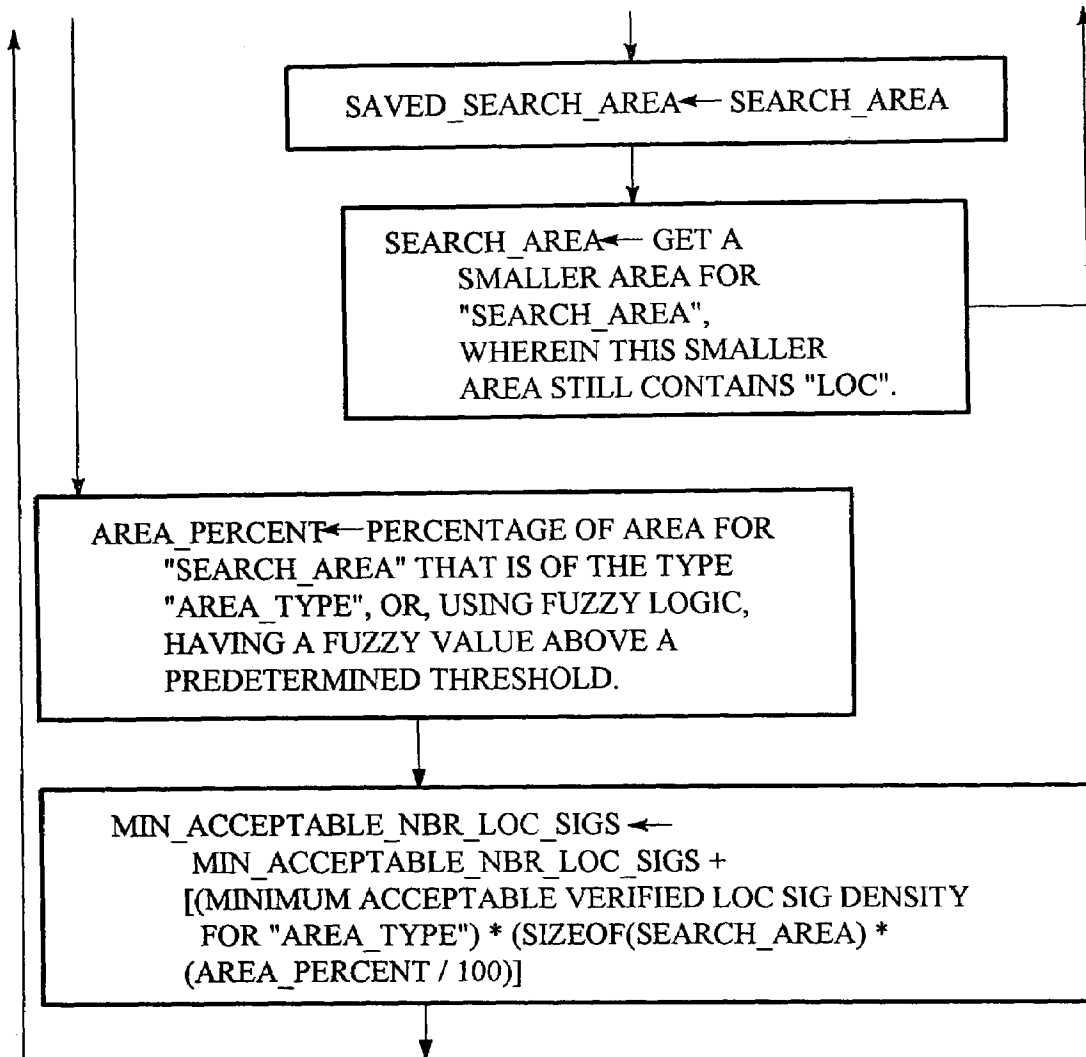 SAVED_SEARCH_AREA← SEARCH_AREA
SEARCH_AREA← GET A
SMALLER AREA FOR
"SEARCH_AREA",
WHEREIN THIS SMALLER
AREA STILL CONTAINS "LOC".
AREA_PERCENT←PERCENTAGE OF AREA FOR
"SEARCH_AREA" THAT IS OF THE TYPE
"AREA_TYPE", OR, USING FUZZY LOGIC,
HAVING A FUZZY VALUE ABOVE A
PREDETERMINED THRESHOLD.
MIN_ACCEPTABLE_NBR_LOC_SIGS ←
MIN_ACCEPTABLE_NBR_LOC_SIGS +
[(MINIMUM ACCEPTABLE VERIFIED LOC SIG DENSITY
FOR "AREA_TYPE") * (SIZEOF(SEARCH_AREA) *
(AREA_PERCENT / 100)]